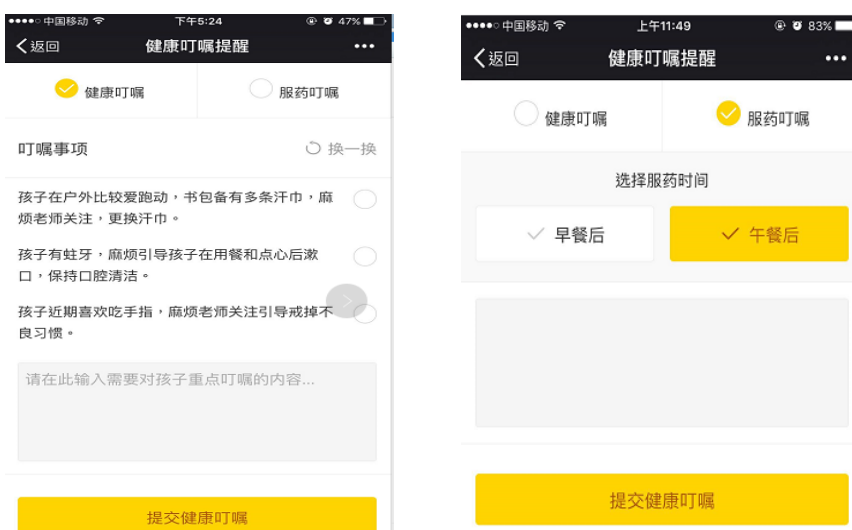 中国移动 下午5:24 47%
返回 健康叮嘱提醒
健康叮嘱 服药叮嘱
叮嘱事项 换一换
孩子在户外比较爱跑动，书包备有多条汗巾，麻
烦老师关注，更换汗巾。
孩子有蛀牙，麻烦引导孩子在用餐和点心后漱
口，保持口腔清洁。
孩子近期喜欢吃手指，麻烦老师关注引导戒掉不
良习惯。
请在此输入需要对孩子重点叮嘱的内容...
提交健康叮嘱
中国移动 上午11:49 83%
返回 健康叮嘱提醒
健康叮嘱 服药叮嘱
选择服药时间
早餐后 午餐后
提交健康叮嘱